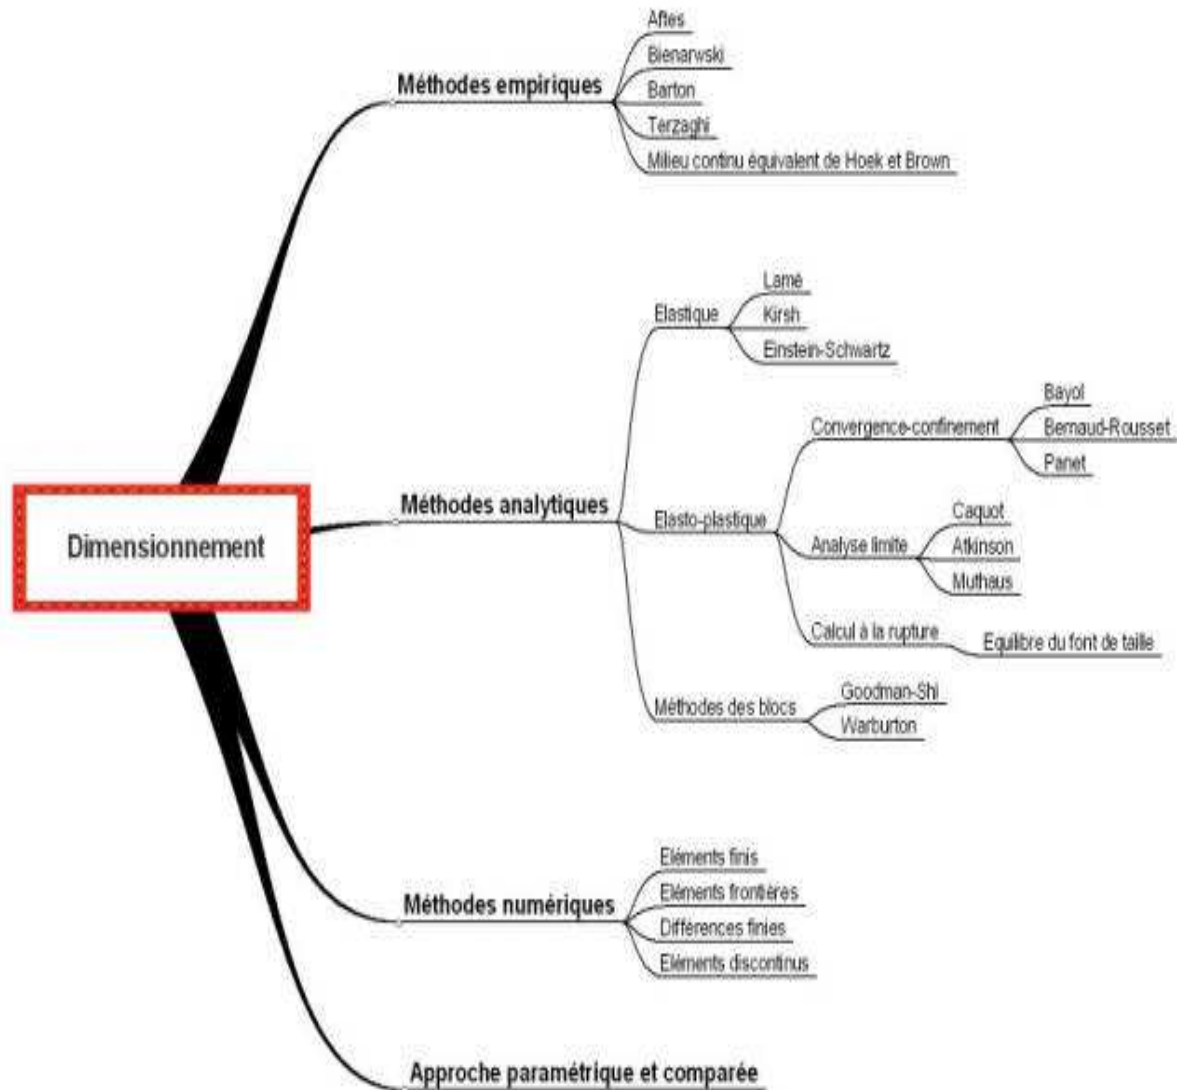 Aftes
Bienarwski
Méthodes empiriques
Barton
Terzaghi
Milieu continu équivalent de Hoek et Brown
Lamé
Elastique
Kirsh
Einstein-Schwartz
Bayol
Convergence-confinement
Bernaud-Rousset
Panet
Méthodes analytiques
Elasto-plastique
Caquot
Dimensionnement
Analyse limite
Atkinson
Muthaus
Calcul à la rupture
Equilibre du font de taille
Méthodes des blocs
Goodman-Shi
Warburton
Eléments finis
Méthodes numériques
Eléments frontières
Différences finies
Eléments discontinus
Approche paramétrique et comparée